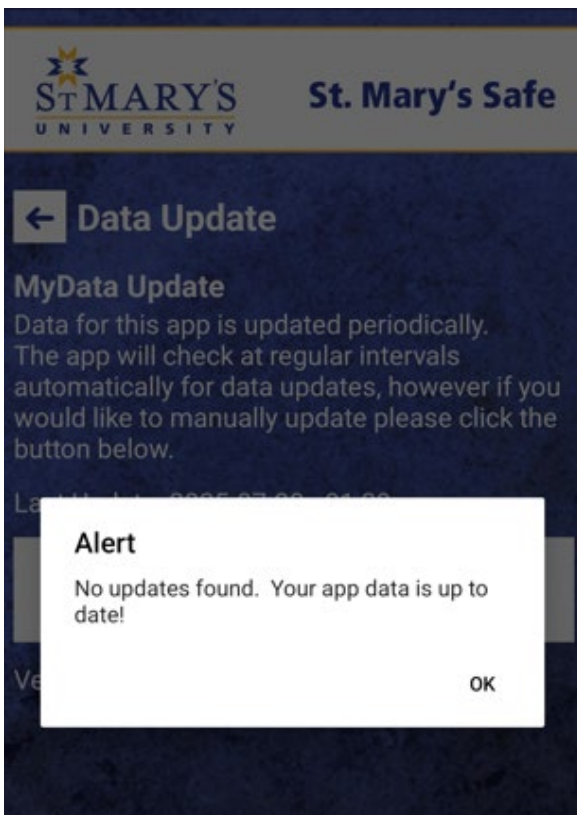 ST MARY'S
UNIVERSITY
St. Mary's Safe
Data Update
MyData Update
Data for this app is updated periodically.
The app will check at regular intervals
automatically for data updates, however if you
would like to manually update please click the
button below.
Alert
No updates found.  Your app data is up to
date!
OK